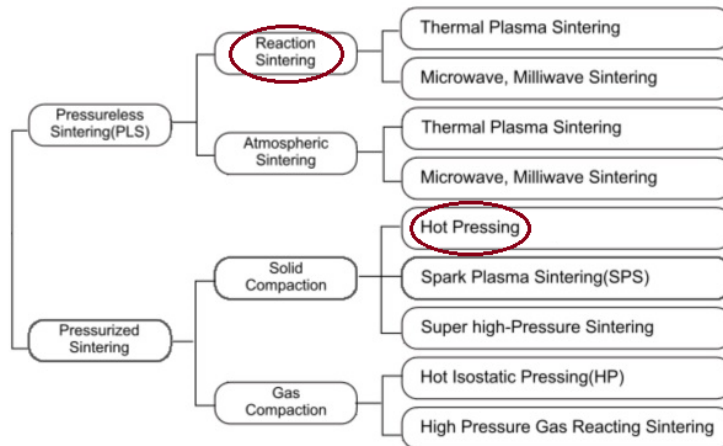 Reaction
Sintering
Thermal Plasma Sintering
Microwave, Milliwave Sintering
Pressureless
Sintering(PLS)
Atmospheric
Sintering
Thermal Plasma Sintering
Microwave, Milliwave Sintering
Solid
Compaction
Hot Pressing
Spark Plasma Sintering(SPS)
Super high-Pressure Sintering
Pressurized
Sintering
Gas
Compaction
Hot Isostatic Pressing(HP)
High Pressure Gas Reacting Sintering